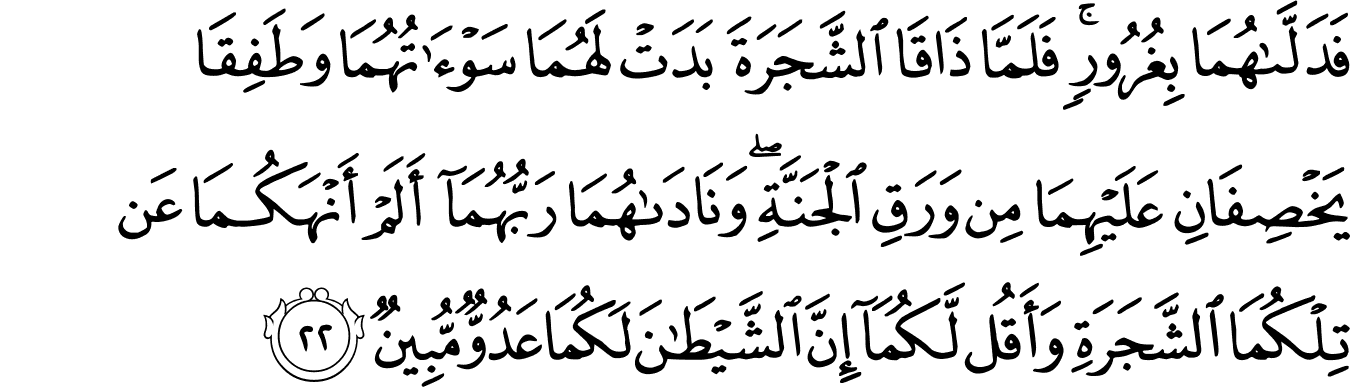 فَدَلَّىٰهُمَا بِغُرُورٍۚ فَلَمَّا ذَاقَا ٱلشَّجَرَةَ بَدَتْ لَهُمَا سَوْءَٰتُهُمَا وَطَفِقَا
يَخْصِفَانِ عَلَيْهِمَا مِن وَرَقِ ٱلْجَنَّةِۖ وَنَادَىٰهُمَا رَبُّهُمَآ أَلَمْ أَنْهَكُمَا عَن
تِلْكُمَا ٱلشَّجَرَةِ وَأَقُل لَّكُمَآ إِنَّ ٱلشَّيْطَٰنَ لَكُمَا عَدُوٌّ مُّبِينٌ ٢٢